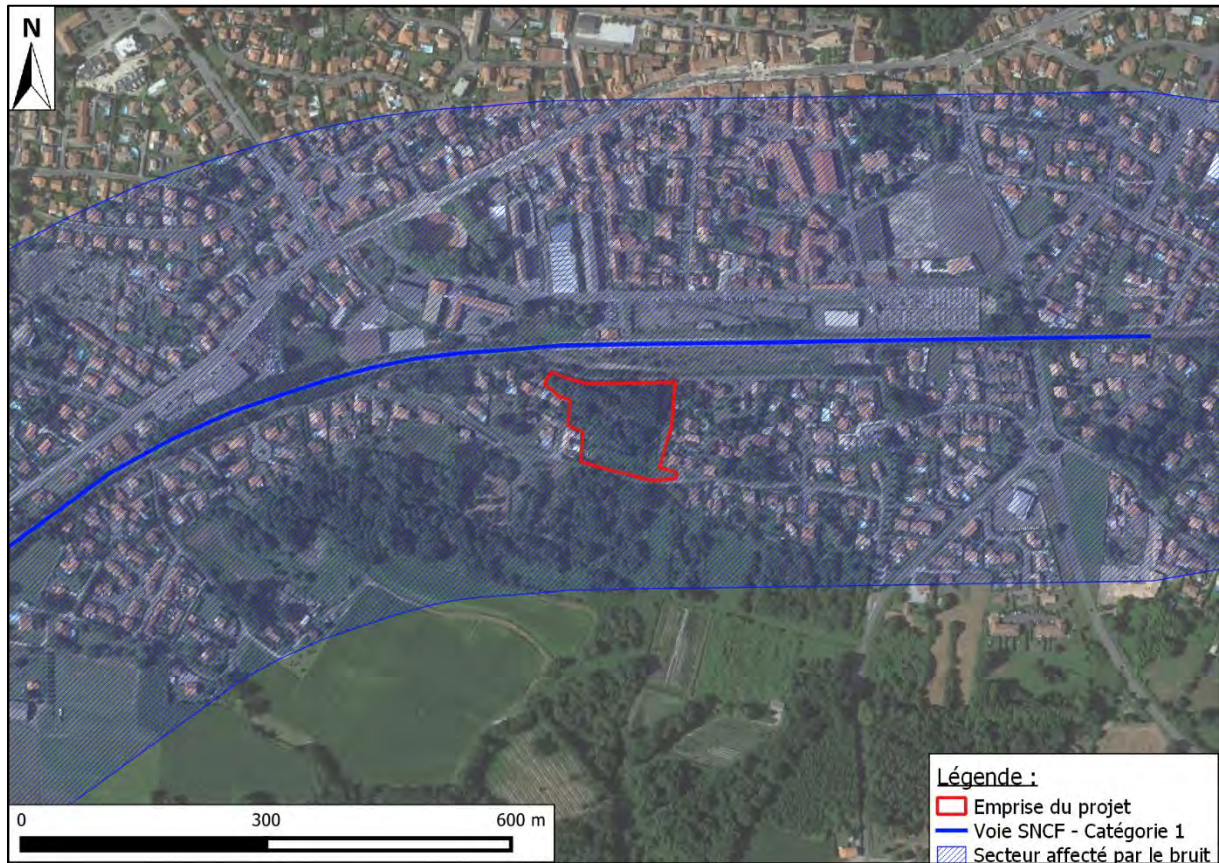 N
Légende :
Emprise du projet
Voie SNCF - Catégorie 1
Secteur affecté par le bruit
0 300 600 m